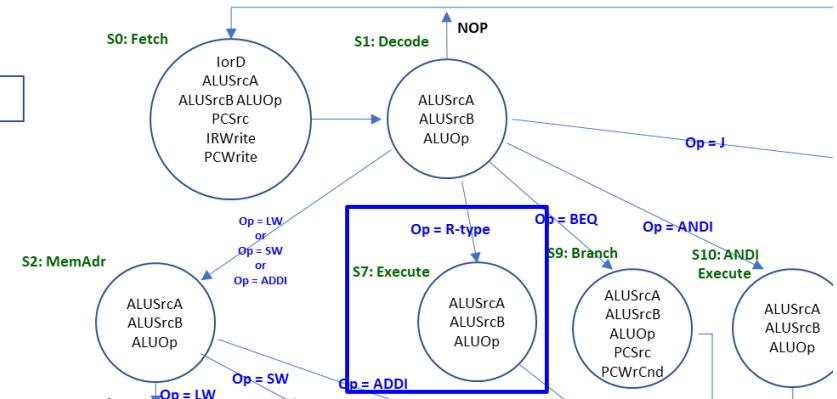 NOP
S0: Fetch
S1: Decode
IorD
ALUSrcA
ALUSrcB ALUOp
PCSrc
IRWrite
PCWrite
ALUSrcA
ALUSrcB
ALUOp
Op = J
Op = LW
or
Op = SW
or
Op = ADDI
Op = R-type
Op = BEQ
Op = ANDI
S2: MemAdr
S7: Execute
S9: Branch
S10: ANDI
Execute
ALUSrcA
ALUSrcB
ALUOp
ALUSrcA
ALUSrcB
ALUOp
ALUSrcA
ALUSrcB
ALUOp
PCSrc
PCWrCnd
ALUSrcA
ALUSrcB
ALUOp
Op = LW
Op = SW
Op = ADDI